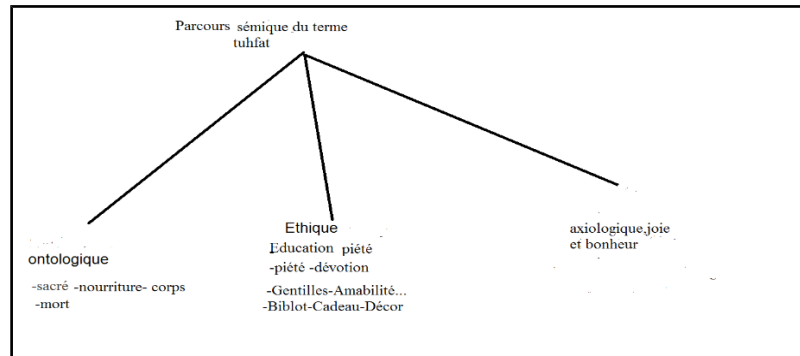 Parcours sémique du terme
tuhfat
Ethique
Education piété
-piété -dévotion
-Gentilles-Amabilité...
-Biblot-Cadeau-Décor
ontologique
-sacré -nourriture- corps
-mort
axiologique,joie
et bonheur